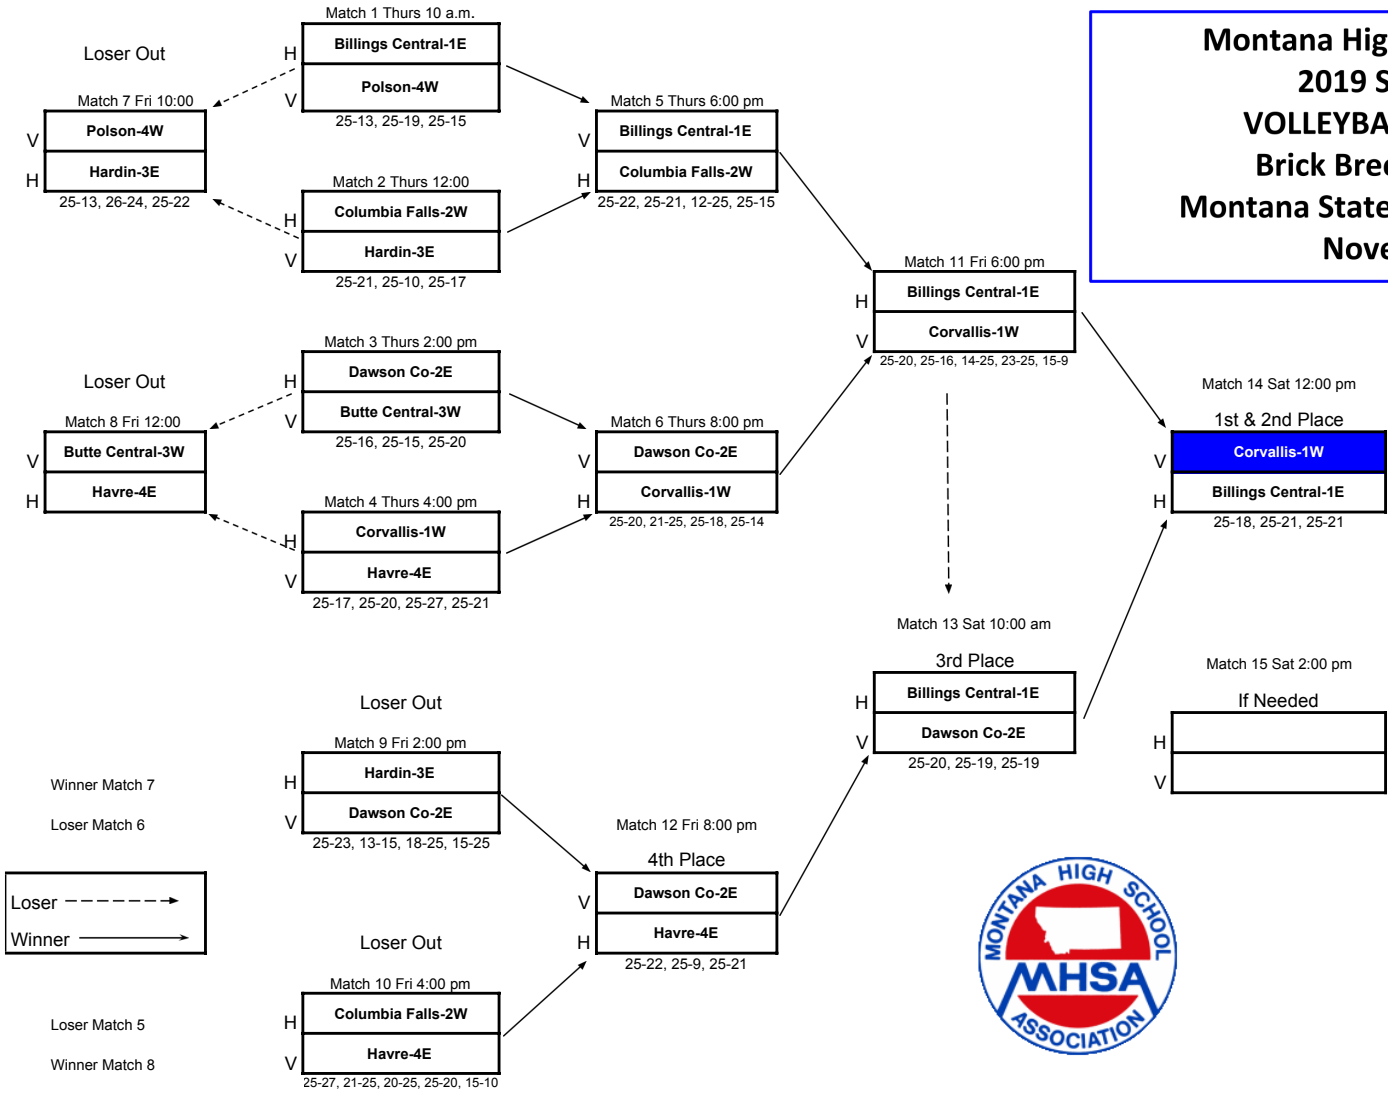 Match 1 Thurs 10 a.m.
Loser Out
H
Billings Central-1E
V
Polson-4W
25-13, 25-19, 25-15
Match 7 Fri 10:00
V
Polson-4W
H
Hardin-3E
25-13, 26-24, 25-22
Match 2 Thurs 12:00
H
Columbia Falls-2W
V
Hardin-3E
25-21, 25-10, 25-17
Match 5 Thurs 6:00 pm
V
Billings Central-1E
H
Columbia Falls-2W
25-22, 25-21, 12-25, 25-15
Montana Hig
2019 S
VOLLEYBA
Brick Bree
Montana State
Nove
Match 11 Fri 6:00 pm
H
Billings Central-1E
V
Corvallis-1W
25-20, 25-16, 14-25, 23-25, 15-9
Match 3 Thurs 2:00 pm
Loser Out
H
Dawson Co-2E
V
Butte Central-3W
25-16, 25-15, 25-20
Match 8 Fri 12:00
V
Butte Central-3W
H
Havre-4E
Match 4 Thurs 4:00 pm
H
Corvallis-1W
V
Havre-4E
25-17, 25-20, 25-27, 25-21
Match 6 Thurs 8:00 pm
V
Dawson Co-2E
H
Corvallis-1W
25-20, 21-25, 25-18, 25-14
Match 14 Sat 12:00 pm
1st & 2nd Place
V
Corvallis-1W
H
Billings Central-1E
25-18, 25-21, 25-21
Match 13 Sat 10:00 am
3rd Place
H
Billings Central-1E
V
Dawson Co-2E
25-20, 25-19, 25-19
Match 15 Sat 2:00 pm
If Needed
H
V
Loser Out
Match 9 Fri 2:00 pm
Winner Match 7
H
Hardin-3E
Loser Match 6
V
Dawson Co-2E
25-23, 13-15, 18-25, 15-25
Match 12 Fri 8:00 pm
4th Place
V
Dawson Co-2E
H
Havre-4E
25-22, 25-9, 25-21
Loser
Winner
Loser Out
Match 10 Fri 4:00 pm
Loser Match 5
H
Columbia Falls-2W
Winner Match 8
V
Havre-4E
25-27, 21-25, 20-25, 25-20, 15-10
MONTANA HIGH SCHOOL
MHSA
ASSOCIATION